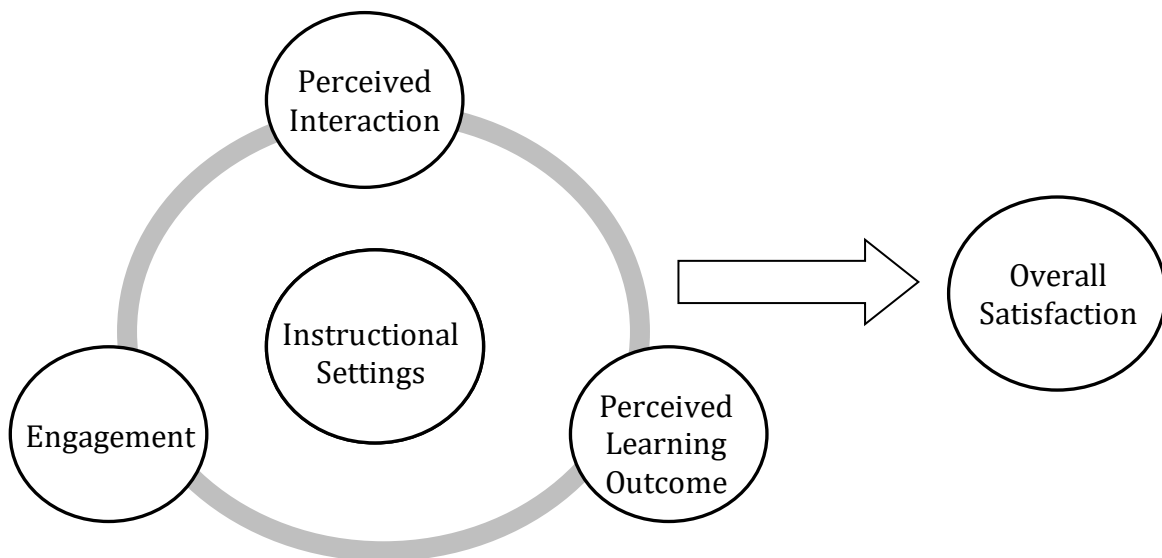 Perceived
Interaction
Instructional
Settings
Engagement
Perceived
Learning
Outcome
Overall
Satisfaction